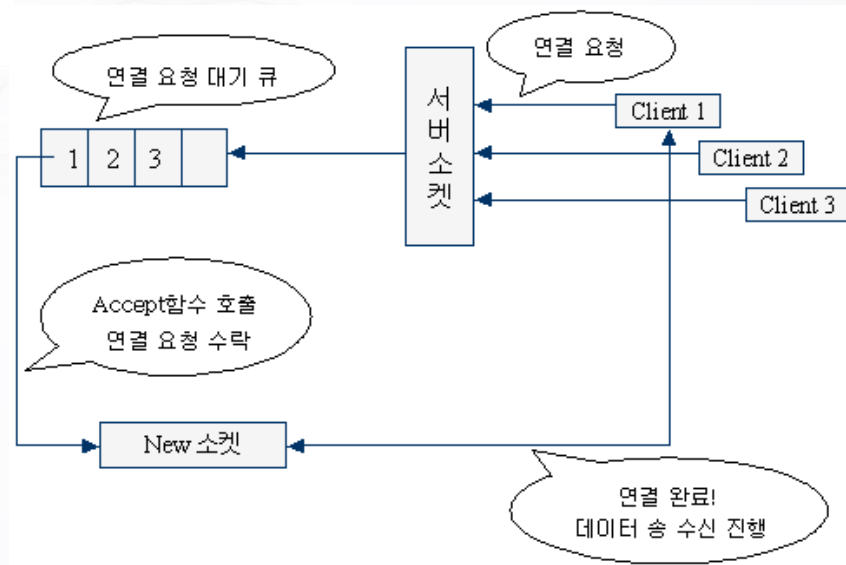 연결 요청
연결 요청 대기 큐
서
버
소
켓
Client 1
1 2 3
Client 2
Client 3
Accept함수 호출
연결 요청 수락
New 소켓
연결 완료!
데이터 송 수신 진행